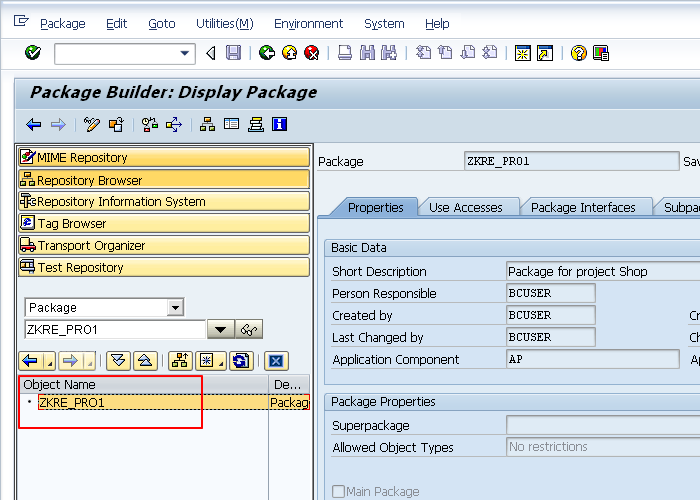 Package Edit Goto Utilities(M) Environment System Help
Package Builder: Display Package
MIME Repository
Repository Browser
Repository Information System
Tag Browser
Transport Organizer
Test Repository
Package
ZKRE_PRO1
Object Name De...
ZKRE_PRO1 Packag
Package ZKRE_PRO1 Sav
Properties Use Accesses Package Interfaces Subpa
Basic Data
Short Description Package for project Shop
Person Responsible BCUSER
Created by BCUSER Cr
Last Changed by BCUSER Ch
Application Component AP Ap
Package Properties
Superpackage
Allowed Object Types No restrictions
Main Package